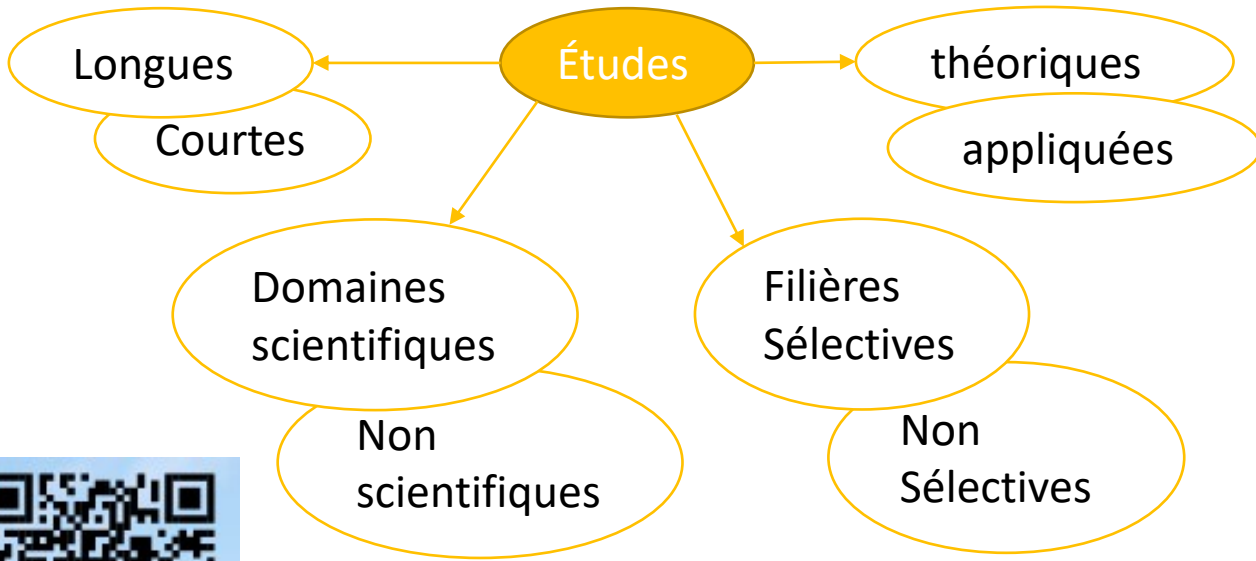 Études
Longues
Courtes
théoriques
appliquées
Domaines
scientifiques
Non
scientifiques
Filières
Sélectives
Non
Sélectives